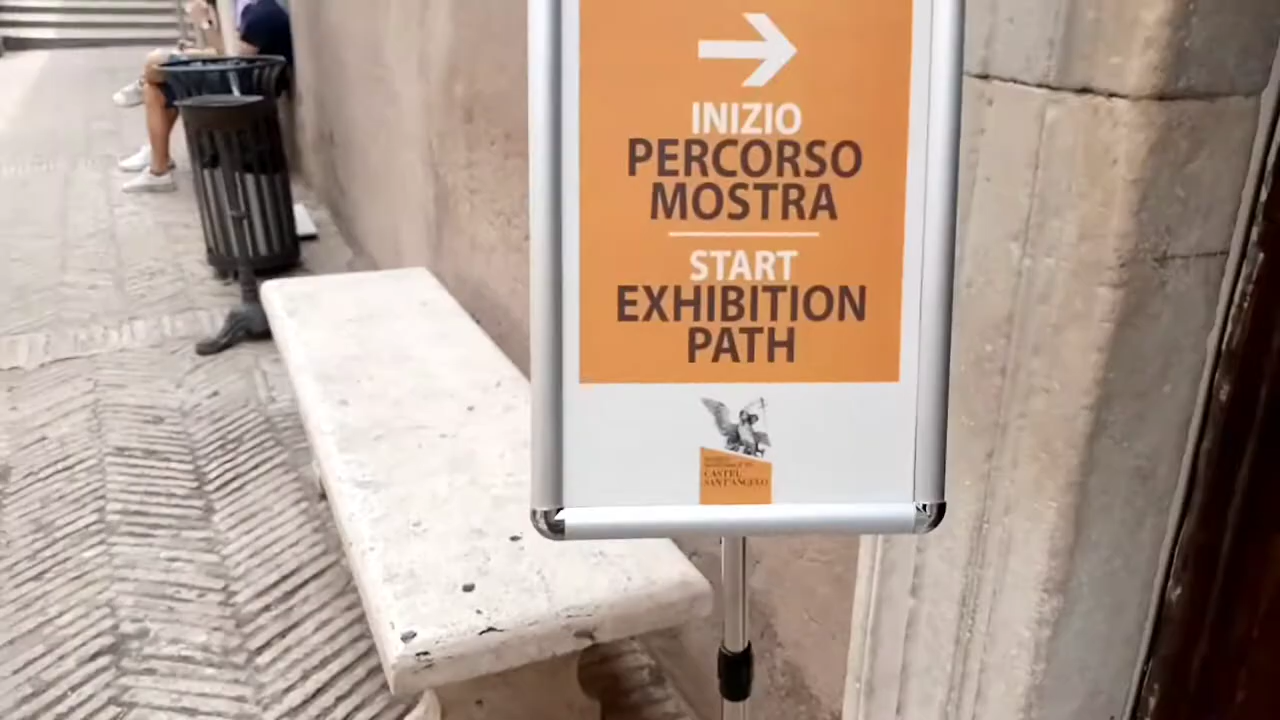 INIZIO
PERCORSO
MOSTRA
START
EXHIBITION
PATH
CASTEL
SANT'ANGELO